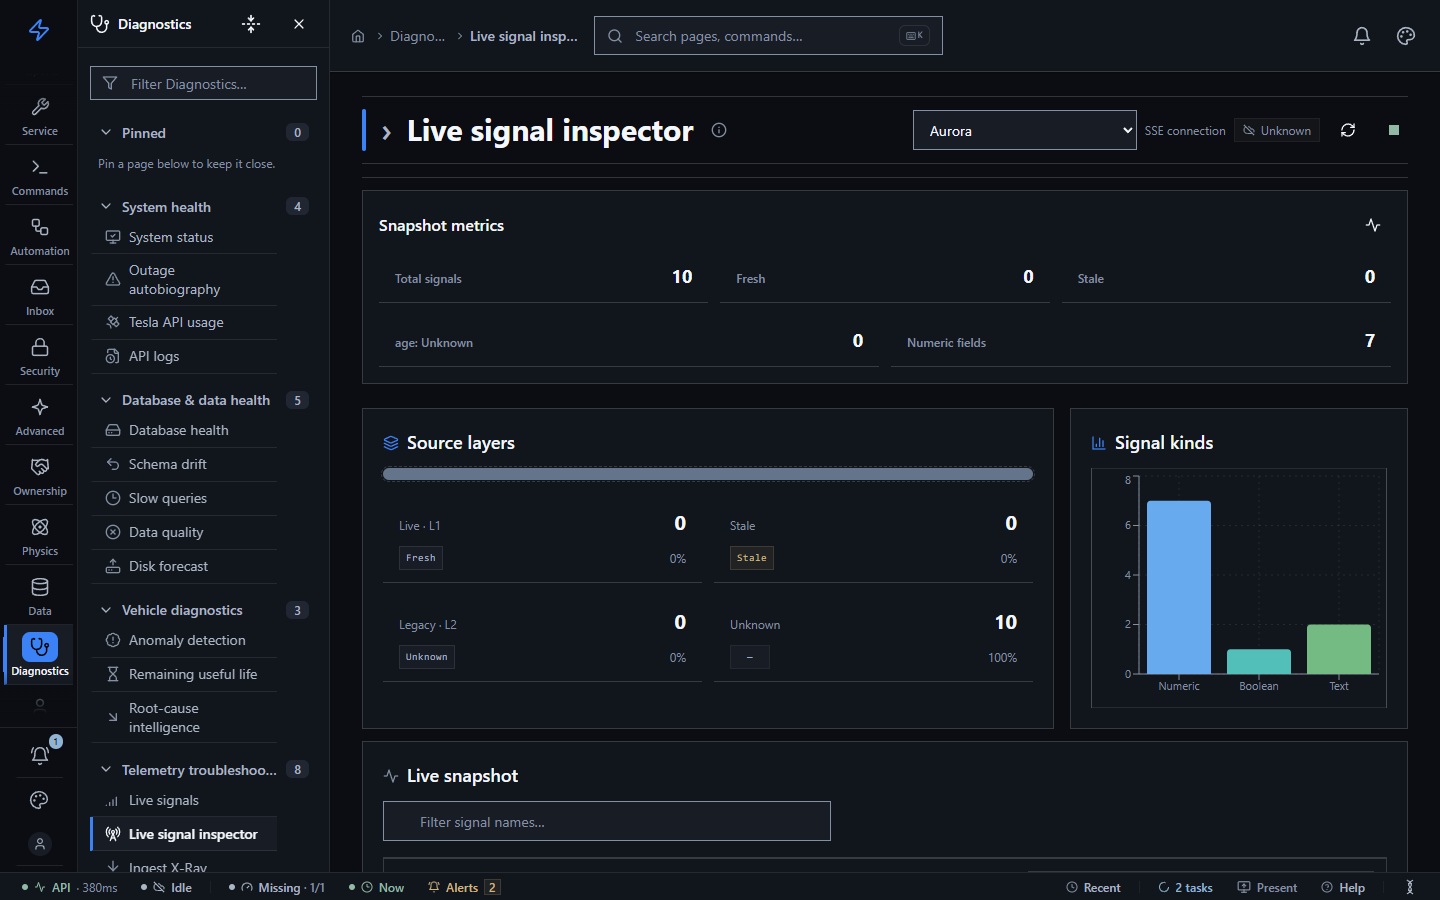 Diagnostics
Diagno...
Live signal insp...
Search pages, commands...
K
Service
Commands
Automation
Inbox
Security
Advanced
Ownership
Physics
Data
Diagnostics
1
Filter Diagnostics...
Pinned
0
Pin a page below to keep it close.
System health
4
System status
Outage
autobiography
Tesla API usage
API logs
Database & data health
5
Database health
Schema drift
Slow queries
Data quality
Disk forecast
Vehicle diagnostics
3
Anomaly detection
Remaining useful life
Root-cause
intelligence
Telemetry troubleshoo...
8
Live signals
Live signal inspector
Ingest X-Ray
Live signal inspector
Aurora
SSE connection
Unknown
Snapshot metrics
Total signals
10
Fresh
0
Stale
0
age: Unknown
0
Numeric fields
7
Source layers
Live · L1
0
Fresh
0%
Stale
0
Stale
0%
Legacy · L2
0
Unknown
0%
Unknown
10
–
100%
Signal kinds
8
6
4
2
0
Numeric
Boolean
Text
Live snapshot
Filter signal names...
API · 380ms
Idle
Missing · 1/1
Now
Alerts 2
Recent
2 tasks
Present
Help